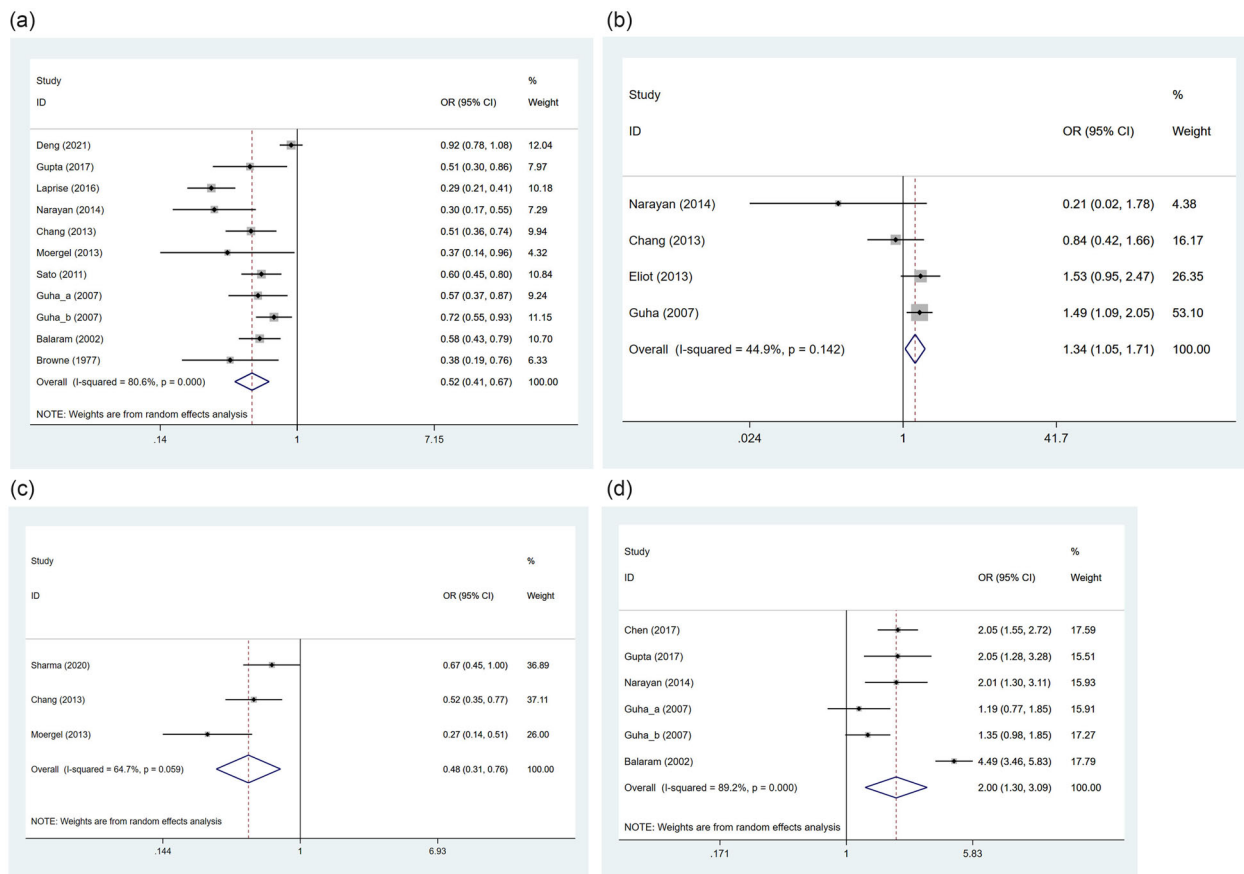 (a)
Study %
ID OR (95% CI) Weight
Deng (2021) 0.92 (0.78, 1.08) 12.04
Gupta (2017) 0.51 (0.30, 0.86) 7.97
Laprise (2016) 0.29 (0.21, 0.41) 10.18
Narayan (2014) 0.30 (0.17, 0.55) 7.29
Chang (2013) 0.51 (0.36, 0.74) 9.94
Moergel (2013) 0.37 (0.14, 0.96) 4.32
Sato (2011) 0.60 (0.45, 0.80) 10.84
Guha_a (2007) 0.57 (0.37, 0.87) 9.24
Guha_b (2007) 0.72 (0.55, 0.93) 11.15
Balaram (2002) 0.58 (0.43, 0.79) 10.70
Browne (1977) 0.38 (0.19, 0.76) 6.33
Overall (I-squared = 80.6%, p = 0.000) 0.52 (0.41, 0.67) 100.00
NOTE: Weights are from random effects analysis
.14 1 7.15
(b)
Study %
ID OR (95% CI) Weight
Narayan (2014) 0.21 (0.02, 1.78) 4.38
Chang (2013) 0.84 (0.42, 1.66) 16.17
Eliot (2013) 1.53 (0.95, 2.47) 26.35
Guha (2007) 1.49 (1.09, 2.05) 53.10
Overall (I-squared = 44.9%, p = 0.142) 1.34 (1.05, 1.71) 100.00
.024 1 41.7
(c)
Study %
ID OR (95% CI) Weight
Sharma (2020) 0.67 (0.45, 1.00) 36.89
Chang (2013) 0.52 (0.35, 0.77) 37.11
Moergel (2013) 0.27 (0.14, 0.51) 26.00
Overall (I-squared = 64.7%, p = 0.059) 0.48 (0.31, 0.76) 100.00
NOTE: Weights are from random effects analysis
.144 1 6.93
(d)
Study %
ID OR (95% CI) Weight
Chen (2017) 2.05 (1.55, 2.72) 17.59
Gupta (2017) 2.05 (1.28, 3.28) 15.51
Narayan (2014) 2.01 (1.30, 3.11) 15.93
Guha_a (2007) 1.19 (0.77, 1.85) 15.91
Guha_b (2007) 1.35 (0.98, 1.85) 17.27
Balaram (2002) 4.49 (3.46, 5.83) 17.79
Overall (I-squared = 89.2%, p = 0.000) 2.00 (1.30, 3.09) 100.00
NOTE: Weights are from random effects analysis
.171 1 5.83